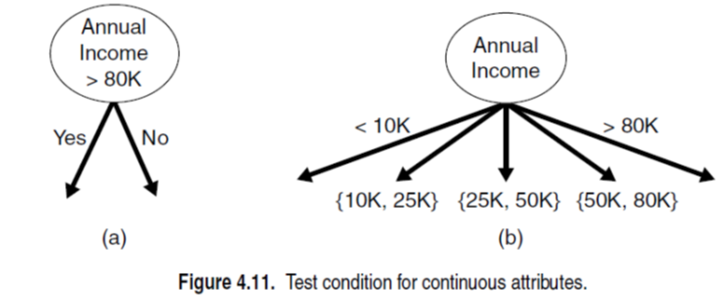 Annual
Income
> 80K
Yes
No
(a)
Annual
Income
< 10K
> 80K
{10K, 25K} {25K, 50K} {50K, 80K}
(b)
Figure 4.11. Test condition for continuous attributes.